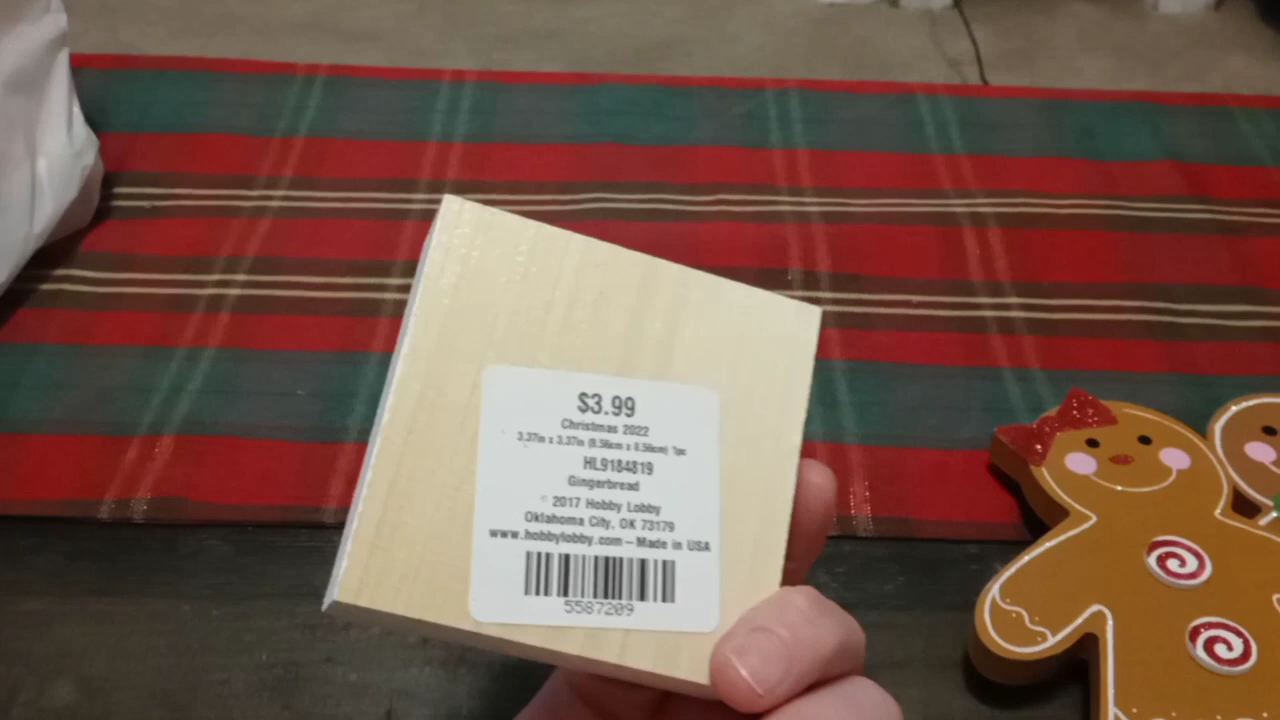 $3.99
Christmas 2022
3.37in x 3.37in (8.56cm x 8.56cm) 1pc
HL9184819
Gingerbread
© 2017 Hobby Lobby
Oklahoma City, OK 73179
www.hobbylobby.com – Made in USA
5587209